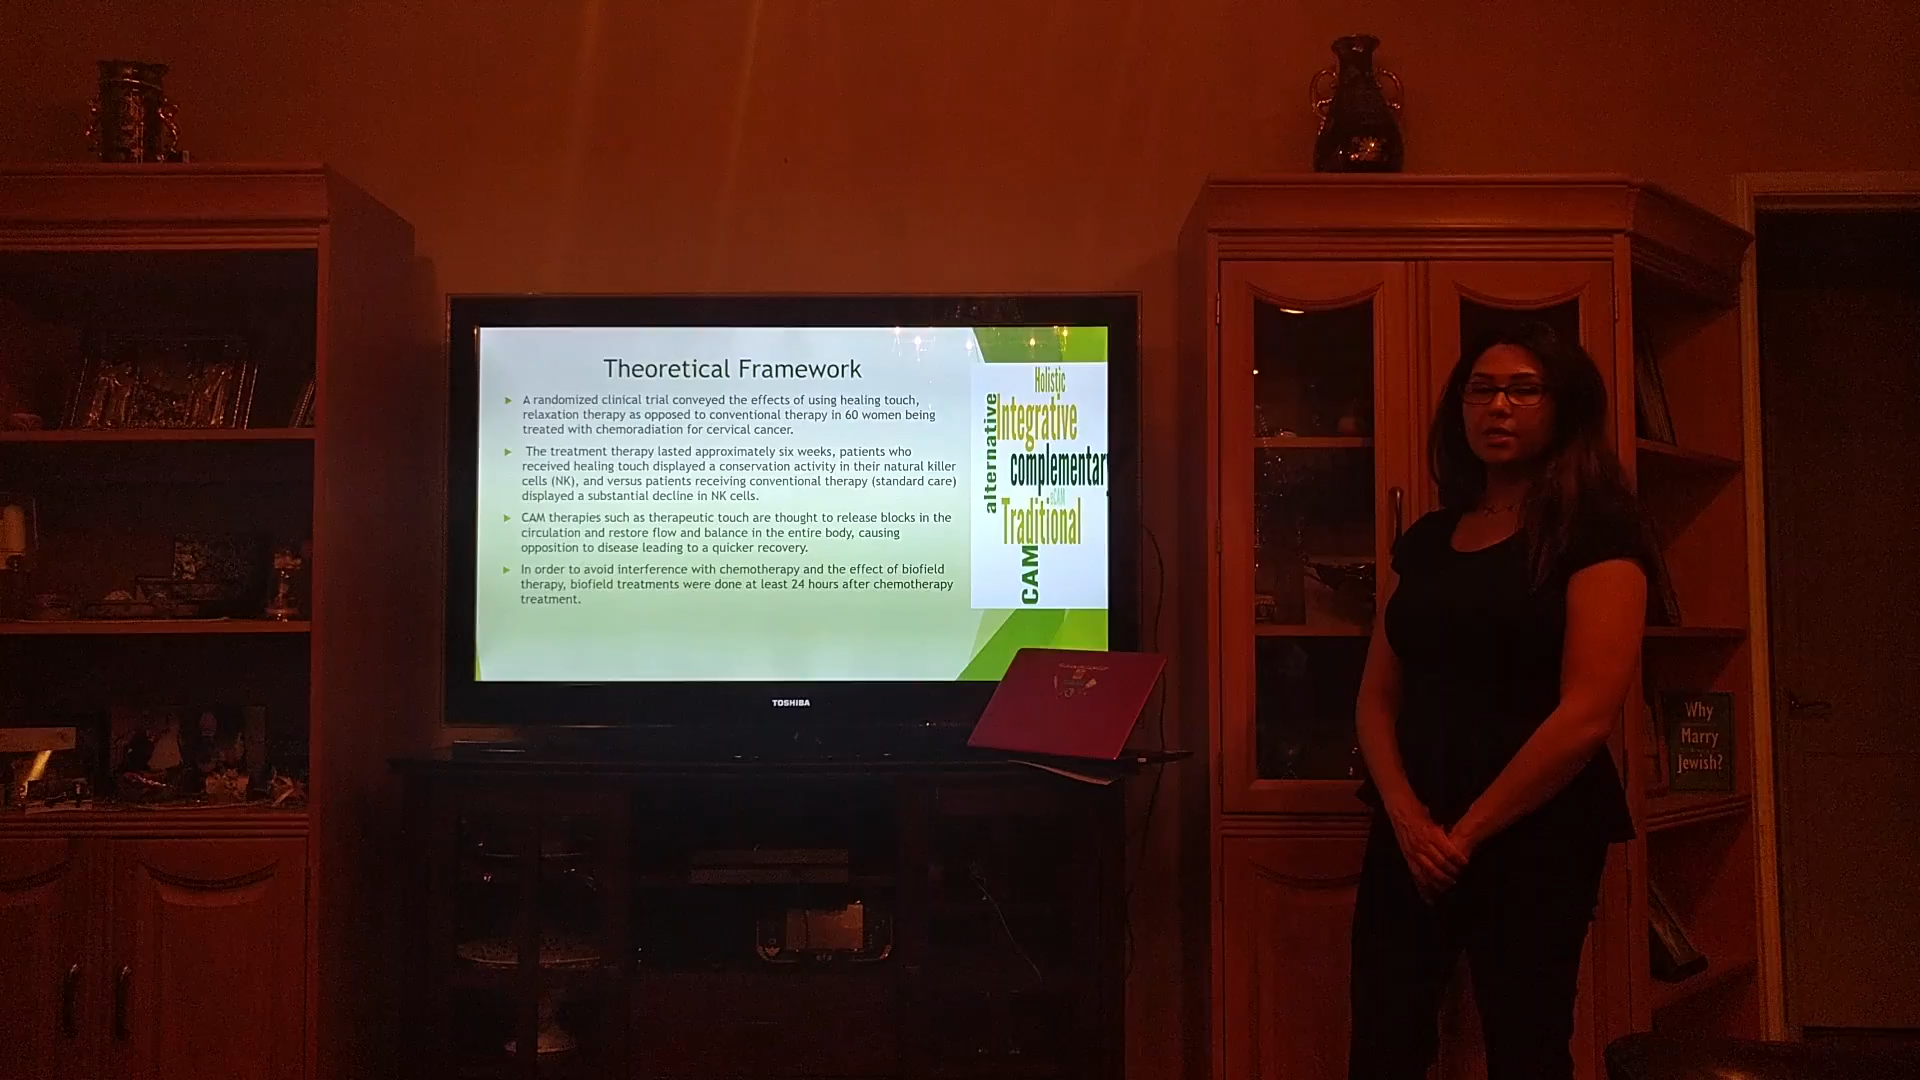 Theoretical Framework
A randomized clinical trial conveyed the effects of using healing touch,
relaxation therapy as opposed to conventional therapy in 60 women being
treated with chemoradiation for cervical cancer.
The treatment therapy lasted approximately six weeks, patients who
received healing touch displayed a conservation activity in their natural killer
cells (NK), and versus patients receiving conventional therapy (standard care)
displayed a substantial decline in NK cells.
CAM therapies such as therapeutic touch are thought to release blocks in the
circulation and restore flow and balance in the entire body, causing
opposition to disease leading to a quicker recovery.
In order to avoid interference with chemotherapy and the effect of biofield
therapy, biofield treatments were done at least 24 hours after chemotherapy
treatment.
Holistic
alternative
Integrative
complementary
CAM
Traditional
CAM
TOSHIBA
Why
Marry
Jewish?